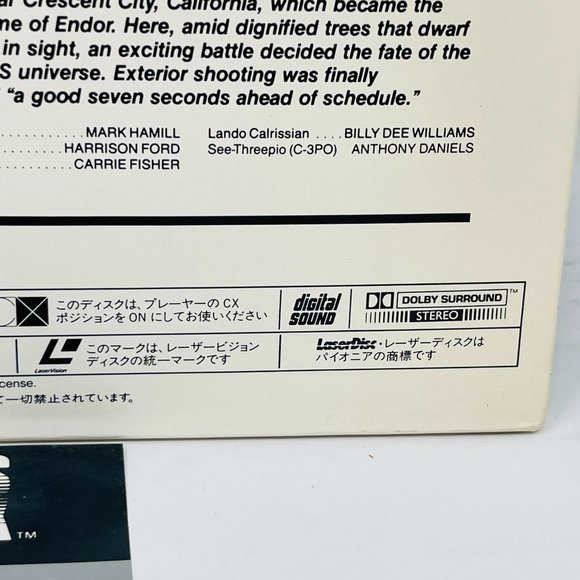 Crescent City, California, which became the
me of Endor. Here, amid dignified trees that dwarf
in sight, an exciting battle decided the fate of the
S universe. Exterior shooting was finally
"a good seven seconds ahead of schedule."
...........MARK HAMILL Lando Calrissian ....BILLY DEE WILLIAMS
........HARRISON FORD See-Threepio (C-3PO) ANTHONY DANIELS
..........CARRIE FISHER
このディスクは、プレーヤーのCX
ポジションをONにしてお使いください
digital
SOUND
DOLBY SURROUND™
STEREO
LaserVision
このマークは、レーザービジョン
ディスクの統一マークです
LaserDisc・レーザーディスクは
パイオニアの商標です
cense.
て一切禁止されています。
S
R™